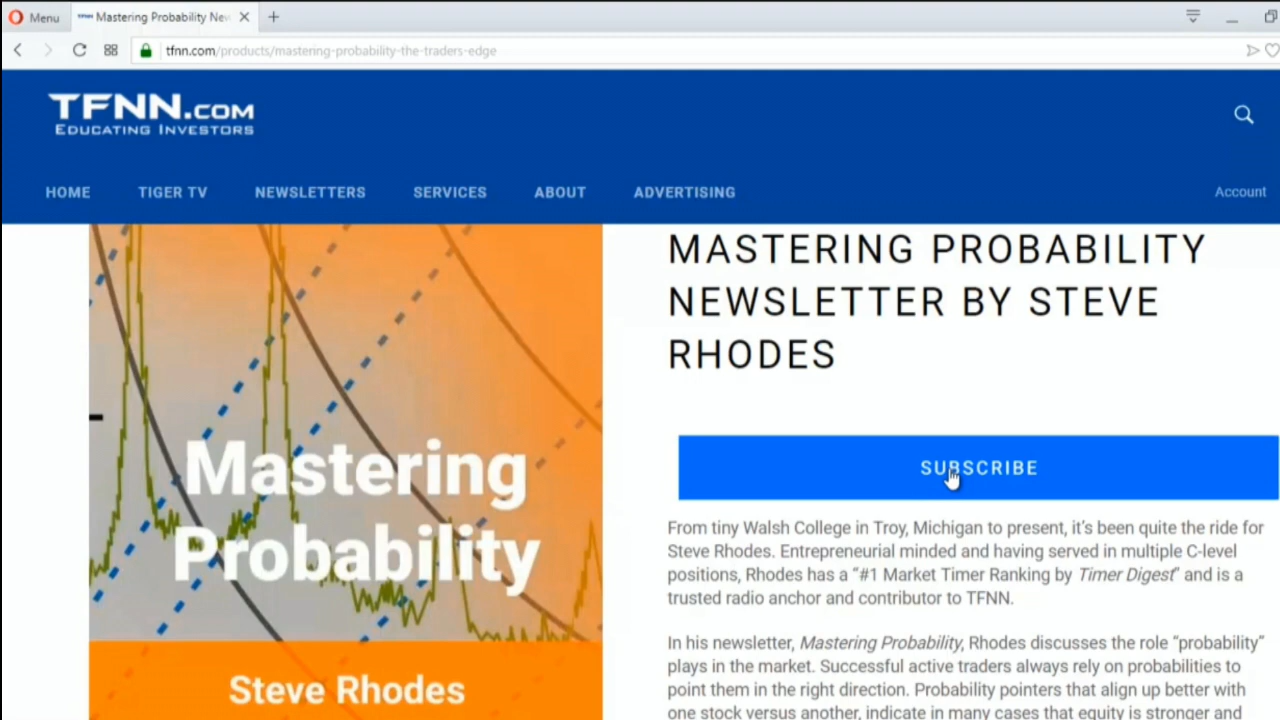 Menu
Mastering Probability New
tfnn.com/products/mastering-probability-the-traders-edge
TFNN.COM
EDUCATING INVESTORS
HOME TIGER TV NEWSLETTERS SERVICES ABOUT ADVERTISING Account
MASTERING PROBABILITY
NEWSLETTER BY STEVE
RHODES
Mastering
Probability
Steve Rhodes
SUBSCRIBE
From tiny Walsh College in Troy, Michigan to present, it’s been quite the ride for
Steve Rhodes. Entrepreneurial minded and having served in multiple C-level
positions, Rhodes has a “#1 Market Timer Ranking by Timer Digest” and is a
trusted radio anchor and contributor to TFNN.
In his newsletter, Mastering Probability, Rhodes discusses the role “probability”
plays in the market. Successful active traders always rely on probabilities to
point them in the right direction. Probability pointers that align up better with
one stock versus another, indicate in many cases that equity is stronger and